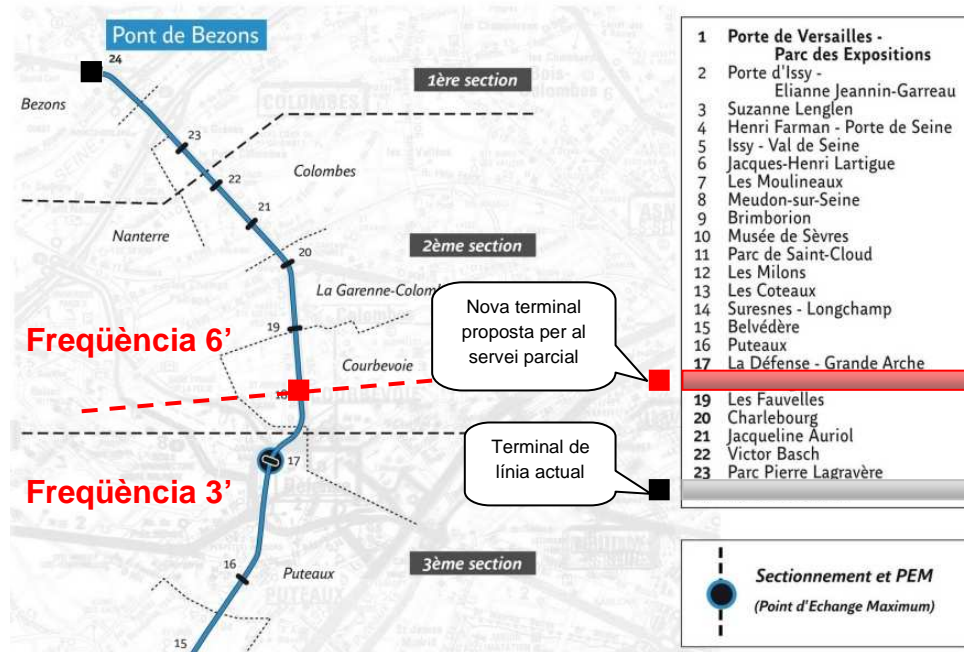 Pont de Bezons
24
Bezons
1ère section
COLOMBES
23
22
Colombes
21
Nanterre
20
2ème section
La Garenne-Colom
19
Freqüència 6’
Courbevoie
18
17
Freqüència 3’
3ème section
16
Puteaux
PUTEAUX
15
Nova terminal
proposta per al
servei parcial
Terminal de
línia actual
1 Porte de Versailles -
Parc des Expositions
2 Porte d'Issy -
Elianne Jeannin-Garreau
3 Suzanne Lenglen
4 Henri Farman - Porte de Seine
5 Issy - Val de Seine
6 Jacques-Henri Lartigue
7 Les Moulineaux
8 Meudon-sur-Seine
9 Brimborion
10 Musée de Sèvres
11 Parc de Saint-Cloud
12 Les Milons
13 Les Coteaux
14 Suresnes - Longchamp
15 Belvédère
16 Puteaux
17 La Défense - Grande Arche
19 Les Fauvelles
20 Charlebourg
21 Jacqueline Auriol
22 Victor Basch
23 Parc Pierre Lagravère
Sectionnement et PEM
(Point d'Echange Maximum)